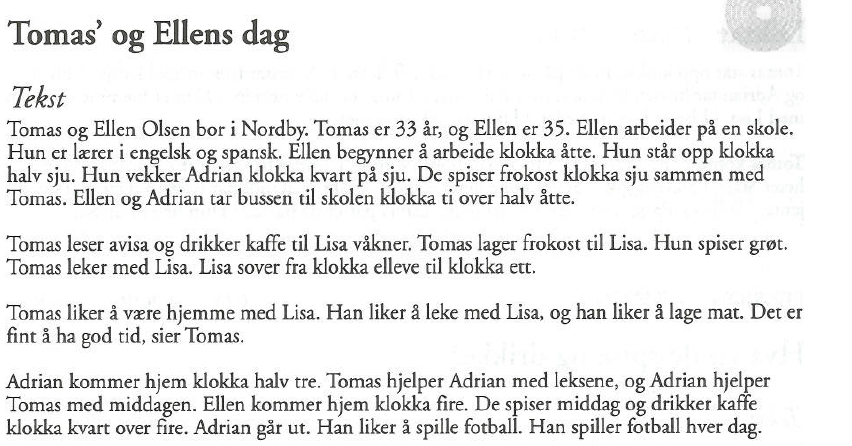 Tomas' og Ellens dag
Tekst
Tomas og Ellen Olsen bor i Nordby. Tomas er 33 år, og Ellen er 35. Ellen arbeider på en skole.
Hun er lærer i engelsk og spansk. Ellen begynner å arbeide klokka åtte. Hun står opp klokka
halv sju. Hun vekker Adrian klokka kvart på sju. De spiser frokost klokka sju sammen med
Tomas. Ellen og Adrian tar bussen til skolen klokka ti over halv åtte.
Tomas leser avisa og drikker kaffe til Lisa våkner. Tomas lager frokost til Lisa. Hun spiser grøt.
Tomas leker med Lisa. Lisa sover fra klokka elleve til klokka ett.
Tomas liker å være hjemme med Lisa. Han liker å leke med Lisa, og han liker å lage mat. Det er
fint å ha god tid, sier Tomas.
Adrian kommer hjem klokka halv tre. Tomas hjelper Adrian med leksene, og Adrian hjelper
Tomas med middagen. Ellen kommer hjem klokka fire. De spiser middag og drikker kaffe
klokka kvart over fire. Adrian går ut. Han liker å spille fotball. Han spiller fotball hver dag.